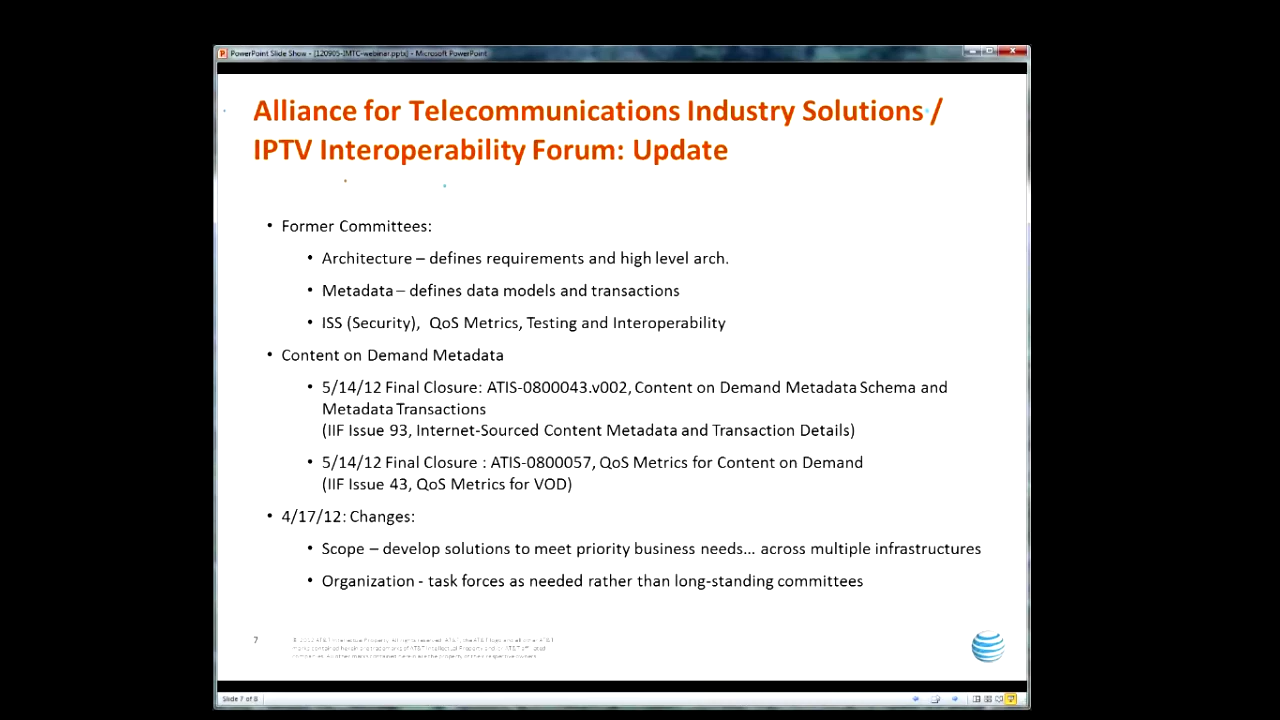 PowerPoint Slide Show - [120905-IMTC-webinar.pptx] - Microsoft PowerPoint
Alliance for Telecommunications Industry Solutions /
IPTV Interoperability Forum: Update
• Former Committees:
• Architecture – defines requirements and high level arch.
• Metadata – defines data models and transactions
• ISS (Security), QoS Metrics, Testing and Interoperability
• Content on Demand Metadata
• 5/14/12 Final Closure: ATIS-0800043.v002, Content on Demand Metadata Schema and
Metadata Transactions
(IIF Issue 93, Internet-Sourced Content Metadata and Transaction Details)
• 5/14/12 Final Closure : ATIS-0800057, QoS Metrics for Content on Demand
(IIF Issue 43, QoS Metrics for VOD)
• 4/17/12: Changes:
• Scope – develop solutions to meet priority business needs... across multiple infrastructures
• Organization - task forces as needed rather than long-standing committees
7
Slide 7 of 8